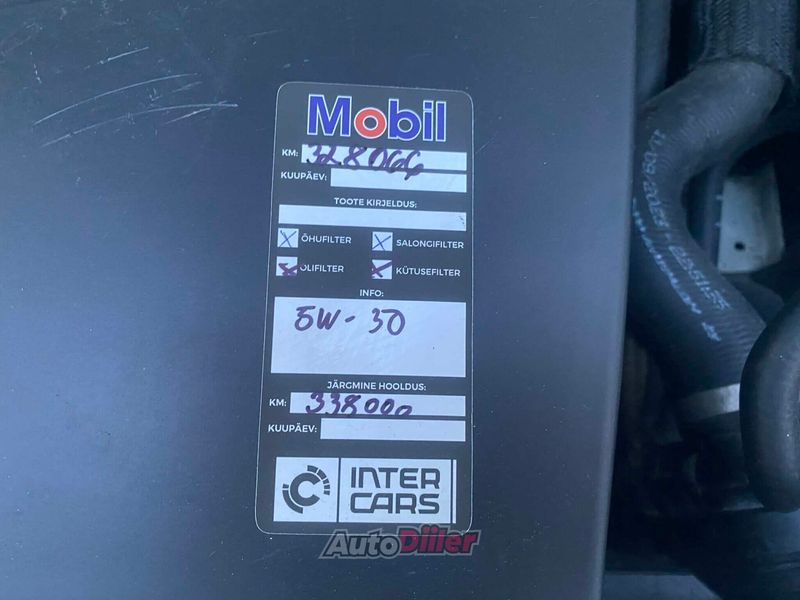 Mobil
KM: 328066
KUUPÄEV:
TOOTE KIRJELDUS:
ÕHUFILTER SALONGIFILTER
ÕLIFILTER KÜTUSEFILTER
INFO:
5W-30
JÄRGMINE HOOLDUS:
KM: 338000
KUUPÄEV:
INTER
CARS
AutoDiiler